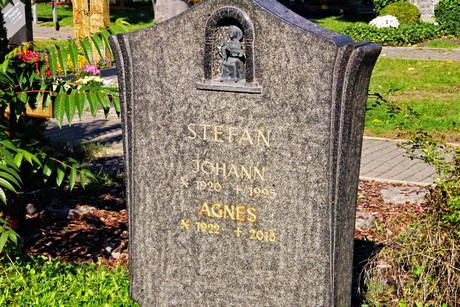 STEFAN
JOHANN
* 1920 + 1995
AGNES
* 1922 + 2015